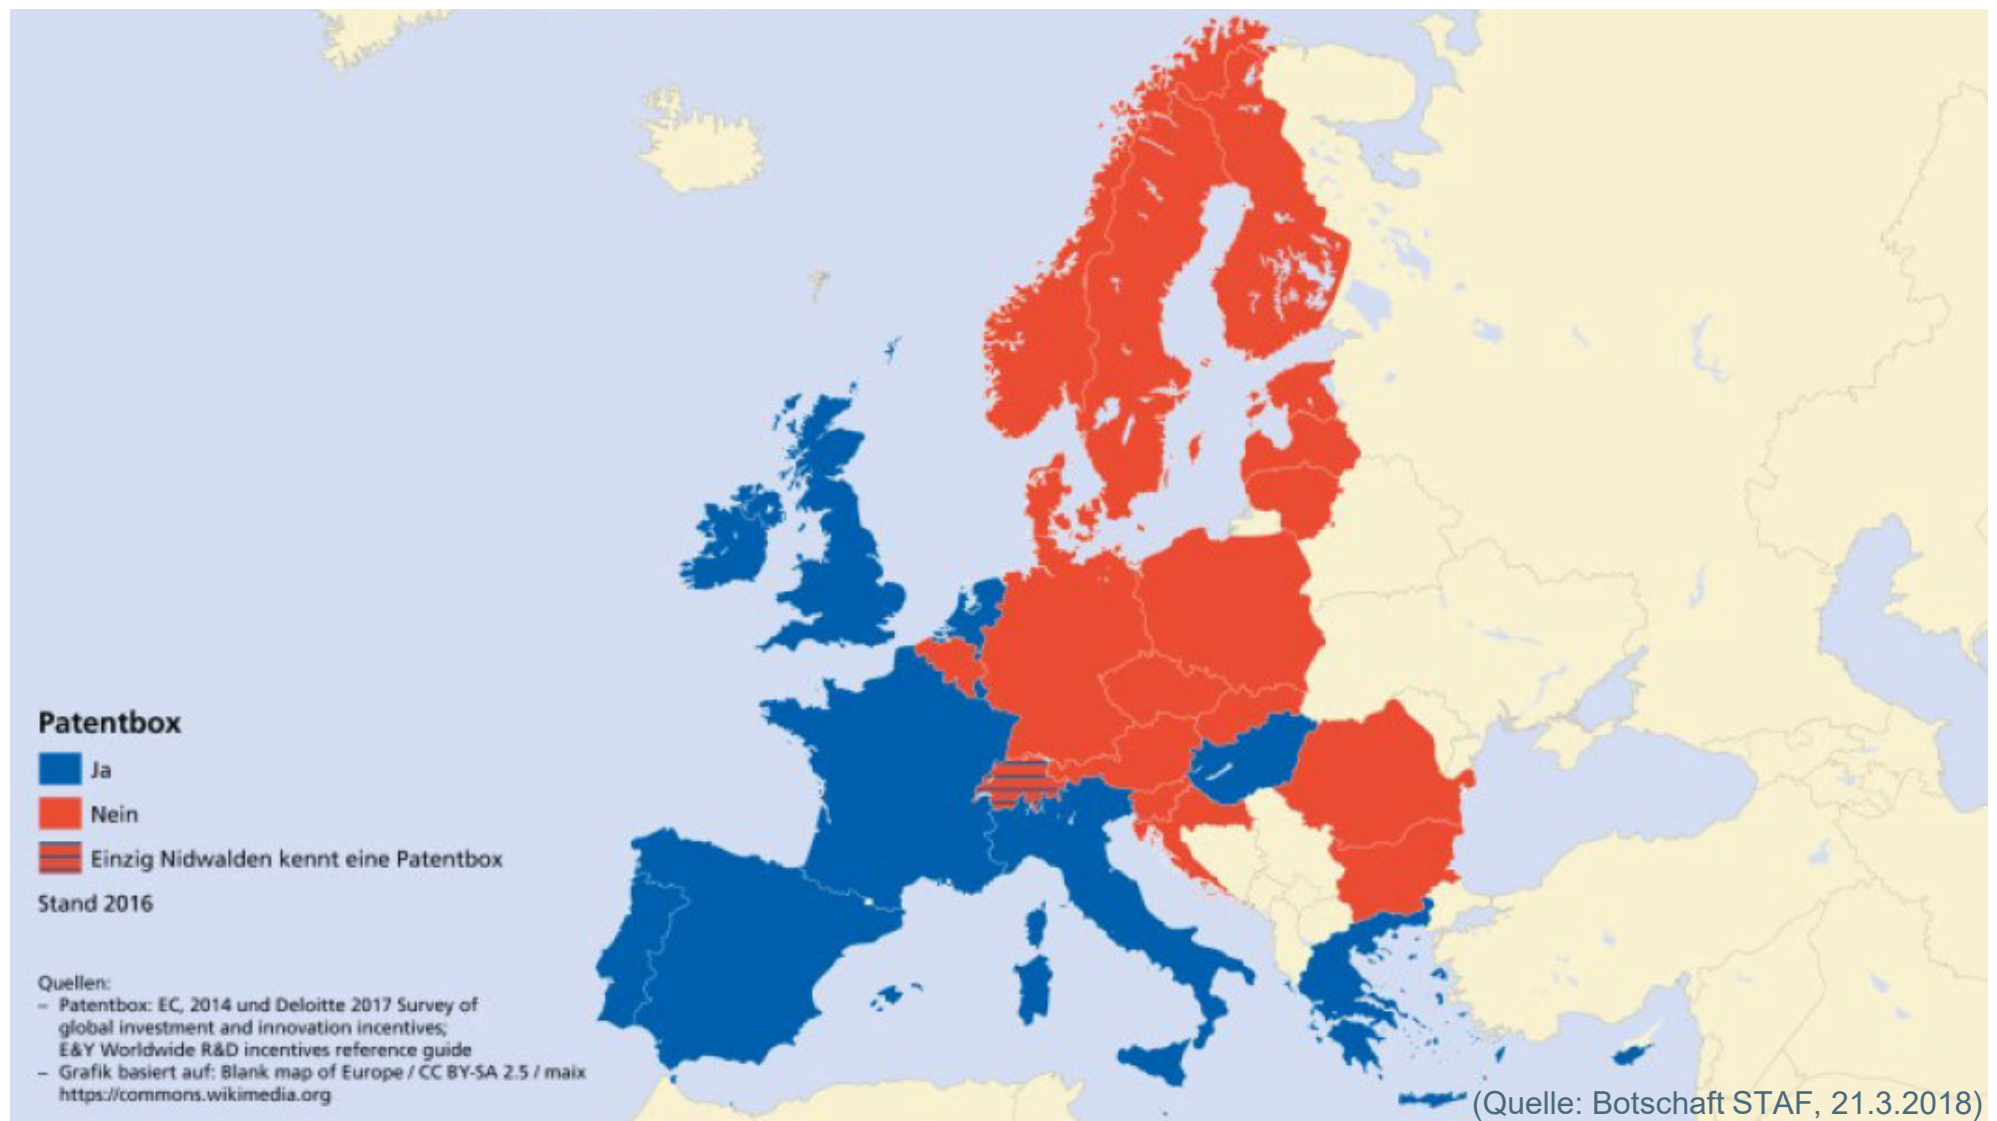 Patentbox
Ja
Nein
Einzig Nidwalden kennt eine Patentbox
Stand 2016
Quellen:
– Patentbox: EC, 2014 und Deloitte 2017 Survey of
global investment and innovation incentives;
E&Y Worldwide R&D incentives reference guide
– Grafik basiert auf: Blank map of Europe / CC BY-SA 2.5 / maix
https://commons.wikimedia.org
(Quelle: Botschaft STAF, 21.3.2018)